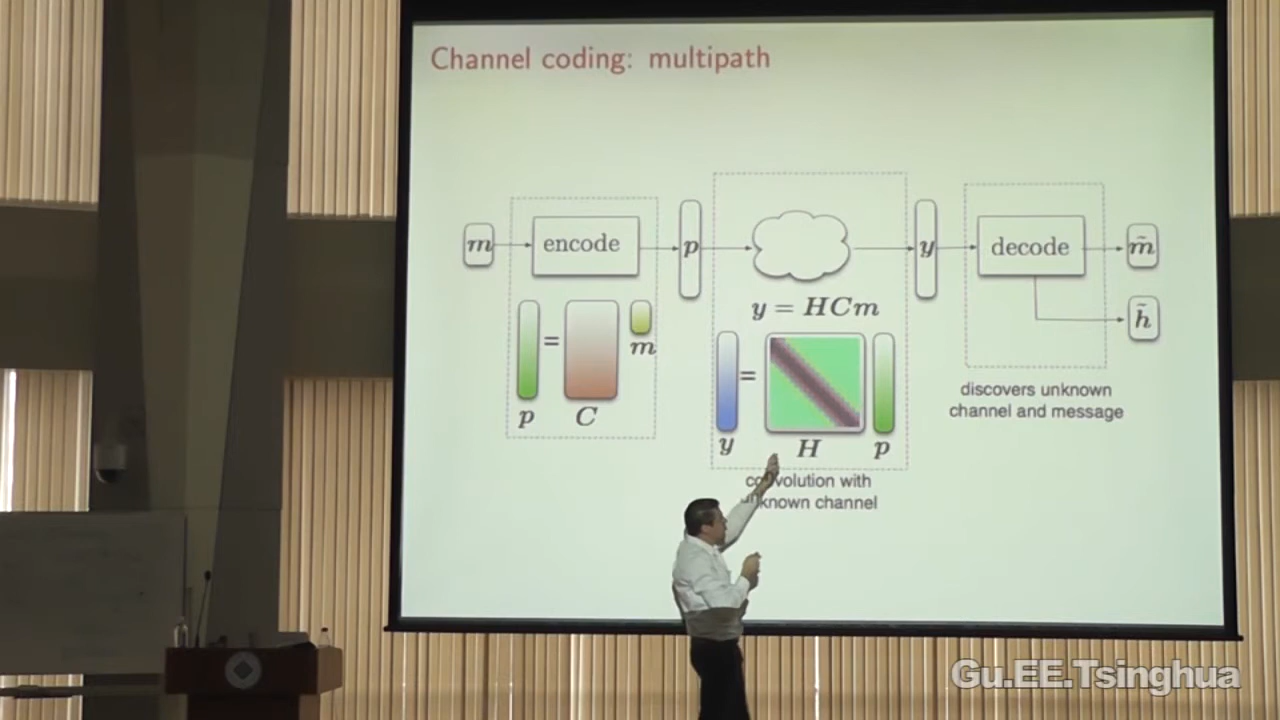 Channel coding: multipath
m
encode
p
y
decode
m̃
h̃
y = HCm
=
m
p
C
=
y
H
p
convolution with
unknown channel
discovers unknown
channel and message
Gu.EE.Tsinghua